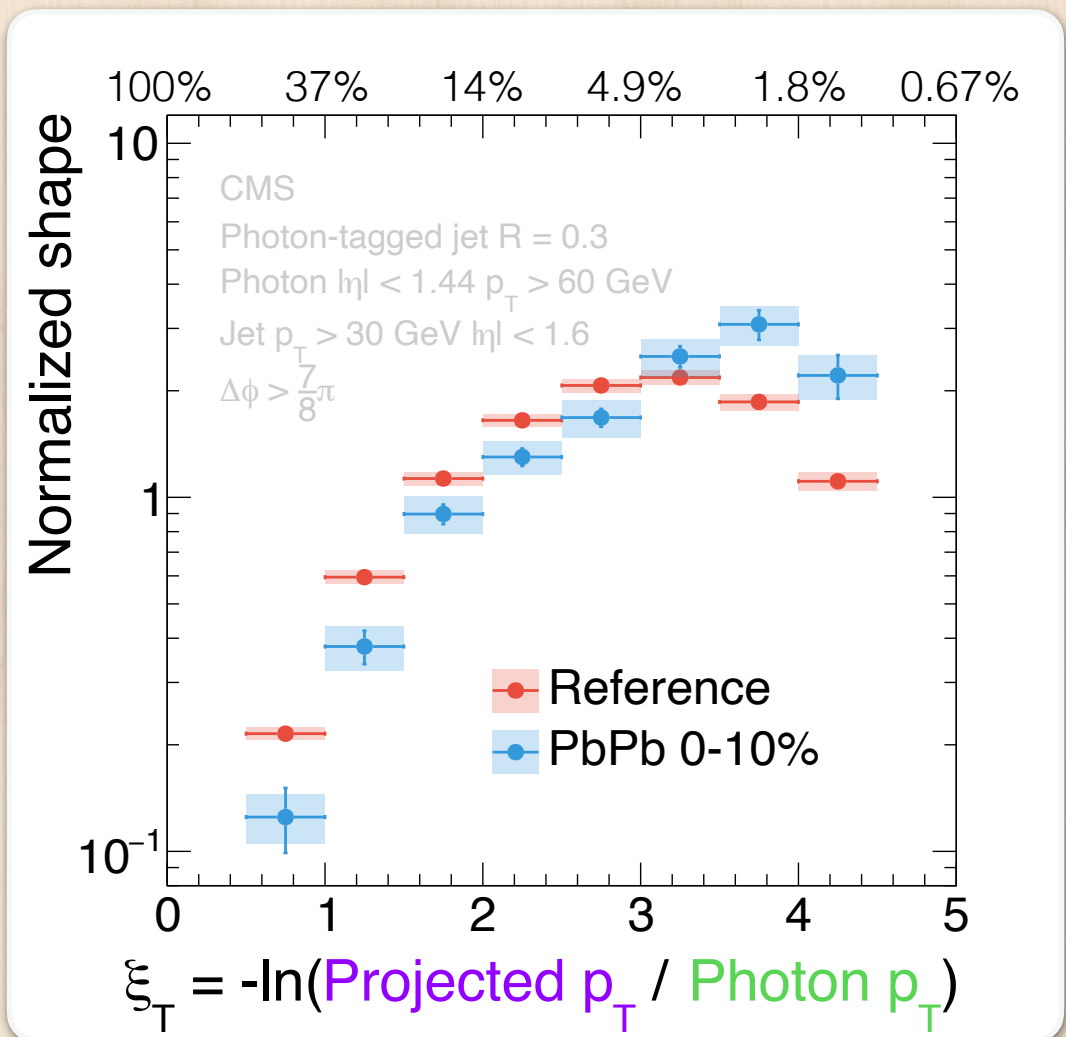 100% 37% 14% 4.9% 1.8% 0.67%
Normalized shape
10
1
10⁻¹
CMS
Photon-tagged jet R = 0.3
Photon |η| < 1.44 p_T > 60 GeV
Jet p_T > 30 GeV |η| < 1.6
Δϕ > 7/8 π
Reference
PbPb 0-10%
0 1 2 3 4 5
ξ_T = -ln(Projected p_T / Photon p_T)